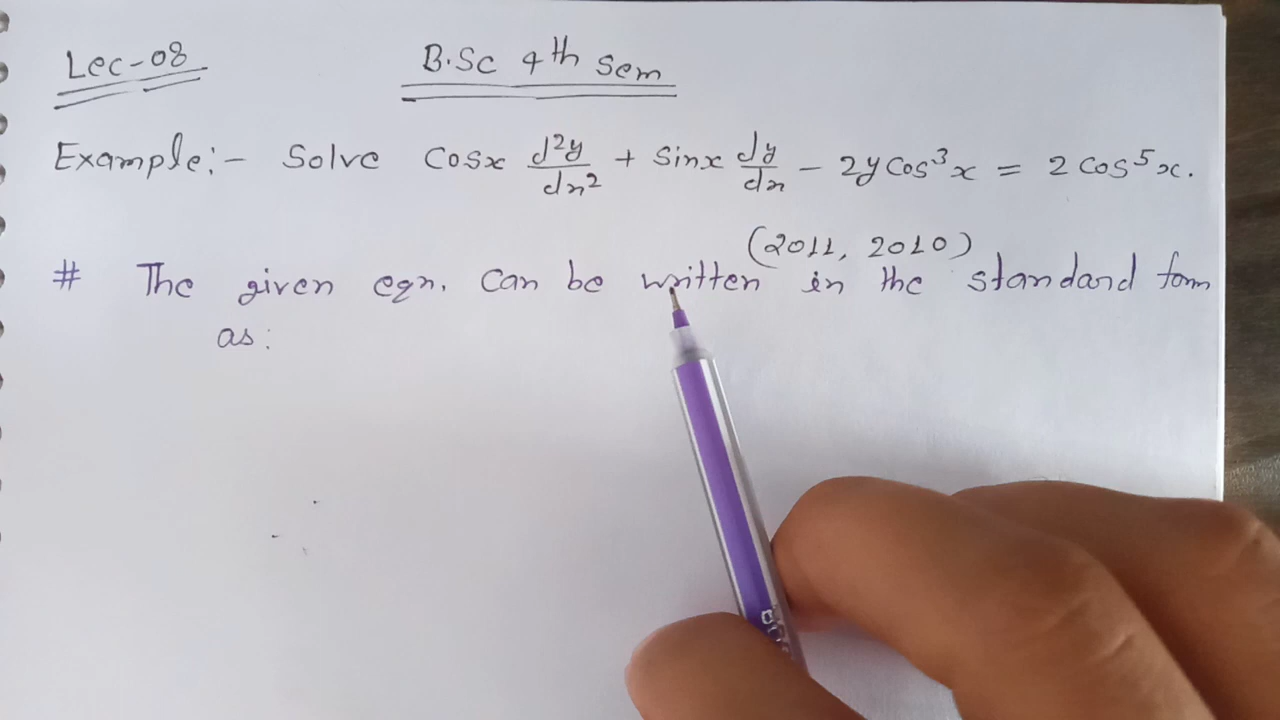 Lec-08 B.Sc 4th Sem
Example:- Solve Cosx d²y/dx² + Sinx dy/dx - 2y Cos³x = 2 Cos⁵x.
(2011, 2010)
# The given eqn. can be written in the standard form
as: